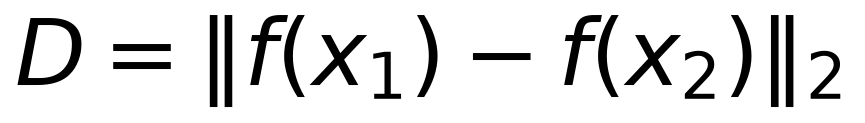 D = ‖f(x₁) − f(x₂)‖₂